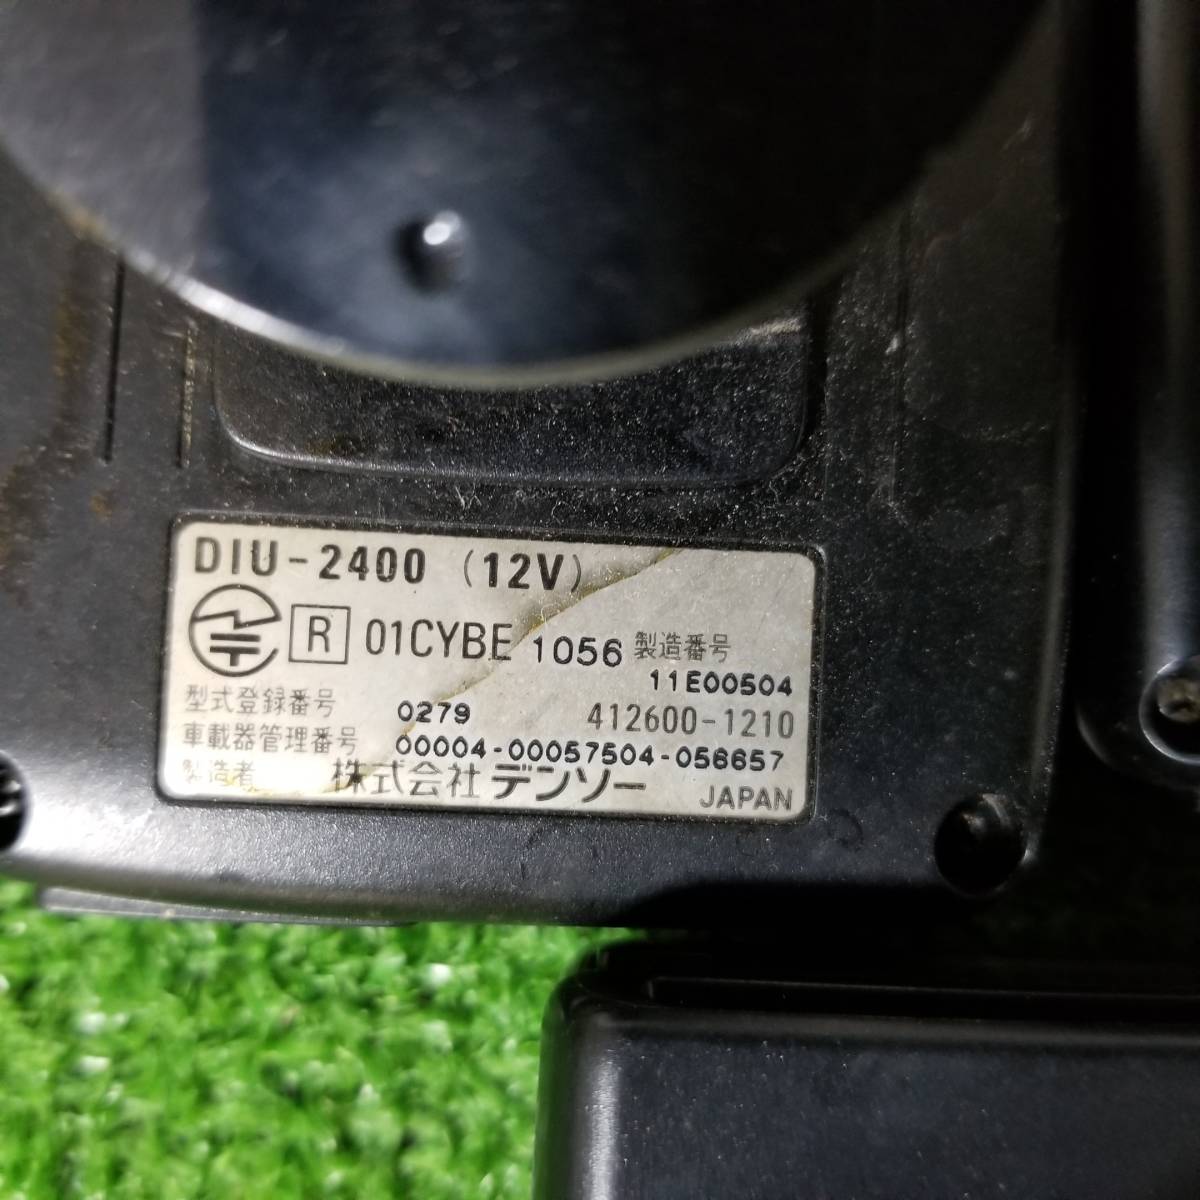 DIU-2400 (12V)
R 01CYBE 1056 製造番号
11E00504
型式登録番号 0279 412600-1210
車載器管理番号 00004-00057504-056657
製造者 株式会社 デンソー JAPAN